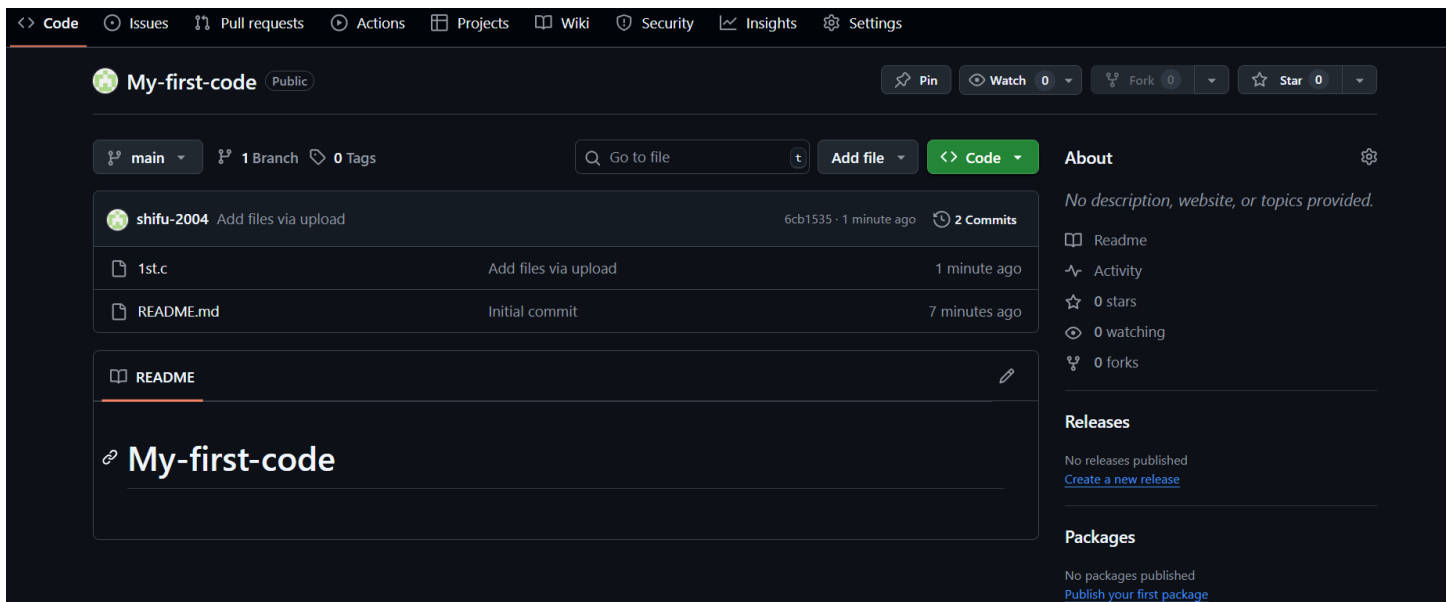 Code Issues Pull requests Actions Projects Wiki Security Insights Settings
My-first-code Public Pin Watch 0 Fork 0 Star 0
main 1 Branch 0 Tags Go to file t Add file Code
shifu-2004 Add files via upload 6cb1535 · 1 minute ago 2 Commits
1st.c Add files via upload 1 minute ago
README.md Initial commit 7 minutes ago
README
My-first-code
About
No description, website, or topics provided.
Readme
Activity
0 stars
0 watching
0 forks
Releases
No releases published
Create a new release
Packages
No packages published
Publish your first package